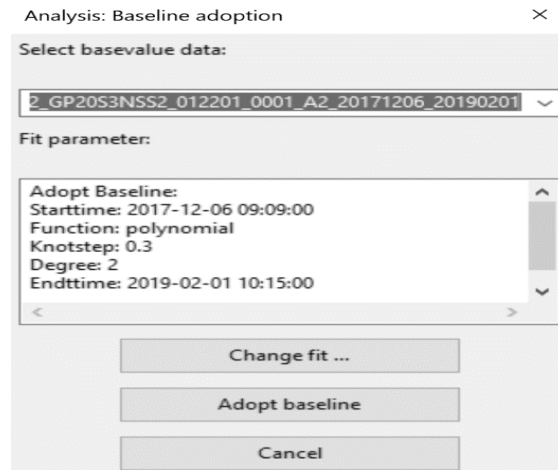 Analysis: Baseline adoption
Select basevalue data:
2_GP20S3NSS2_012201_0001_A2_20171206_20190201
Fit parameter:
Adopt Baseline:
Starttime: 2017-12-06 09:09:00
Function: polynomial
Knotstep: 0.3
Degree: 2
Endttime: 2019-02-01 10:15:00
Change fit ...
Adopt baseline
Cancel